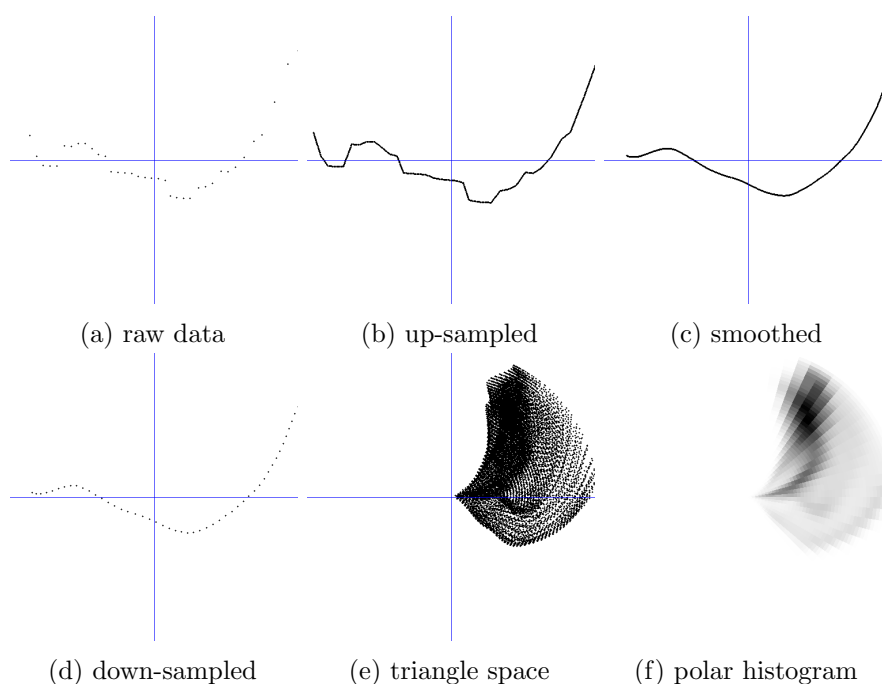 (a) raw data
(b) up-sampled
(c) smoothed
(d) down-sampled
(e) triangle space
(f) polar histogram